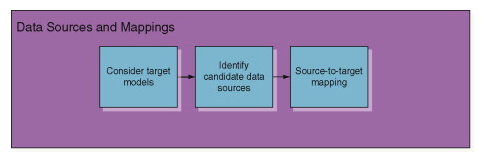 Data Sources and Mappings
Consider target
models
Identify
candidate data
sources
Source-to-target
mapping